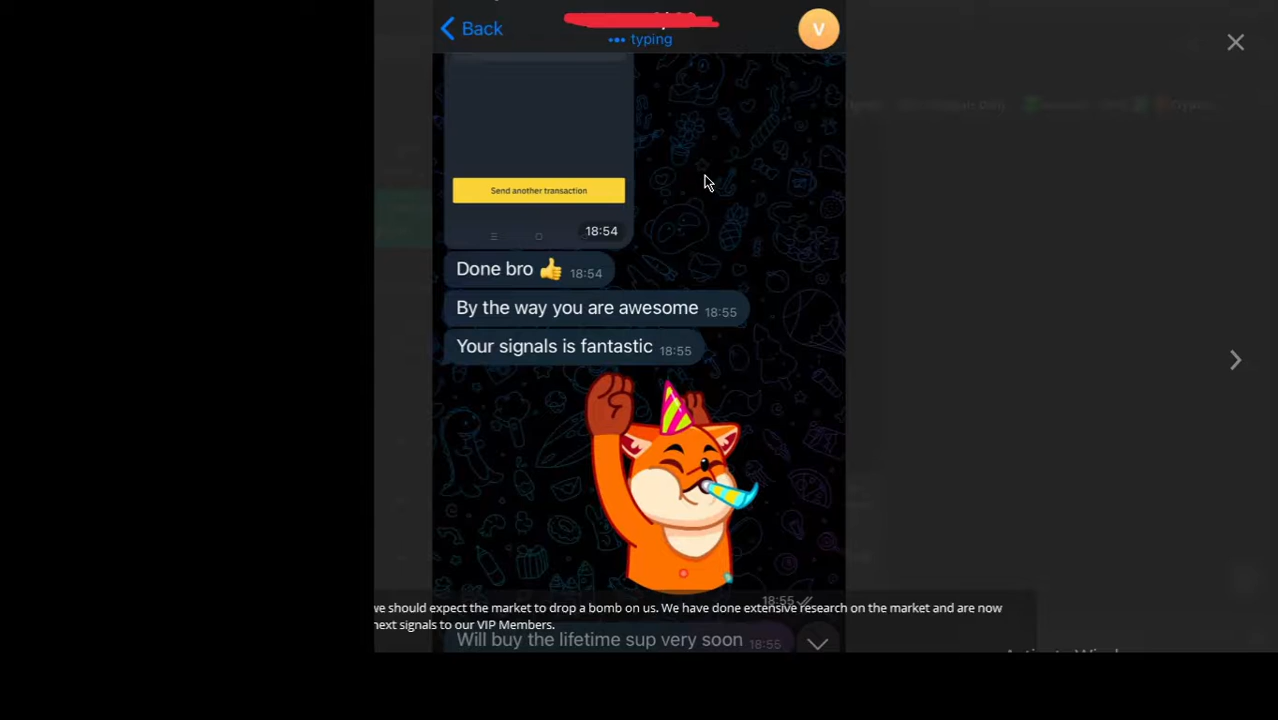 Back
typing
V
Send another transaction
18:54
Done bro 👍 18:54
By the way you are awesome 18:55
Your signals is fantastic 18:55
18:55
we should expect the market to drop a bomb on us. We have done extensive research on the market and are now
next signals to our VIP Members.
Will buy the lifetime sup very soon 18:55